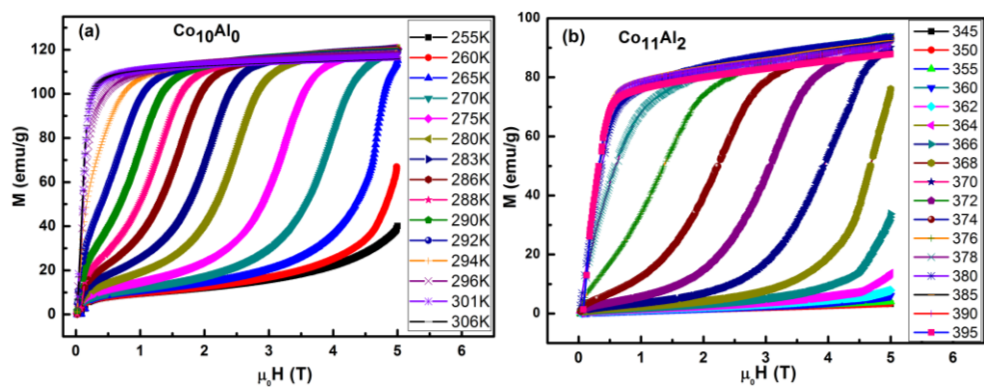 (a)
Co10Al0
M (emu/g)
120
100
80
60
40
20
0
0 1 2 3 4 5 6
μ0H (T)
255K
260K
265K
270K
275K
280K
283K
286K
288K
290K
292K
294K
296K
301K
306K
(b)
Co11Al2
M (emu/g)
100
80
60
40
20
0
0 1 2 3 4 5 6
μ0H (T)
345
350
355
360
362
364
366
368
370
372
374
376
378
380
385
390
395